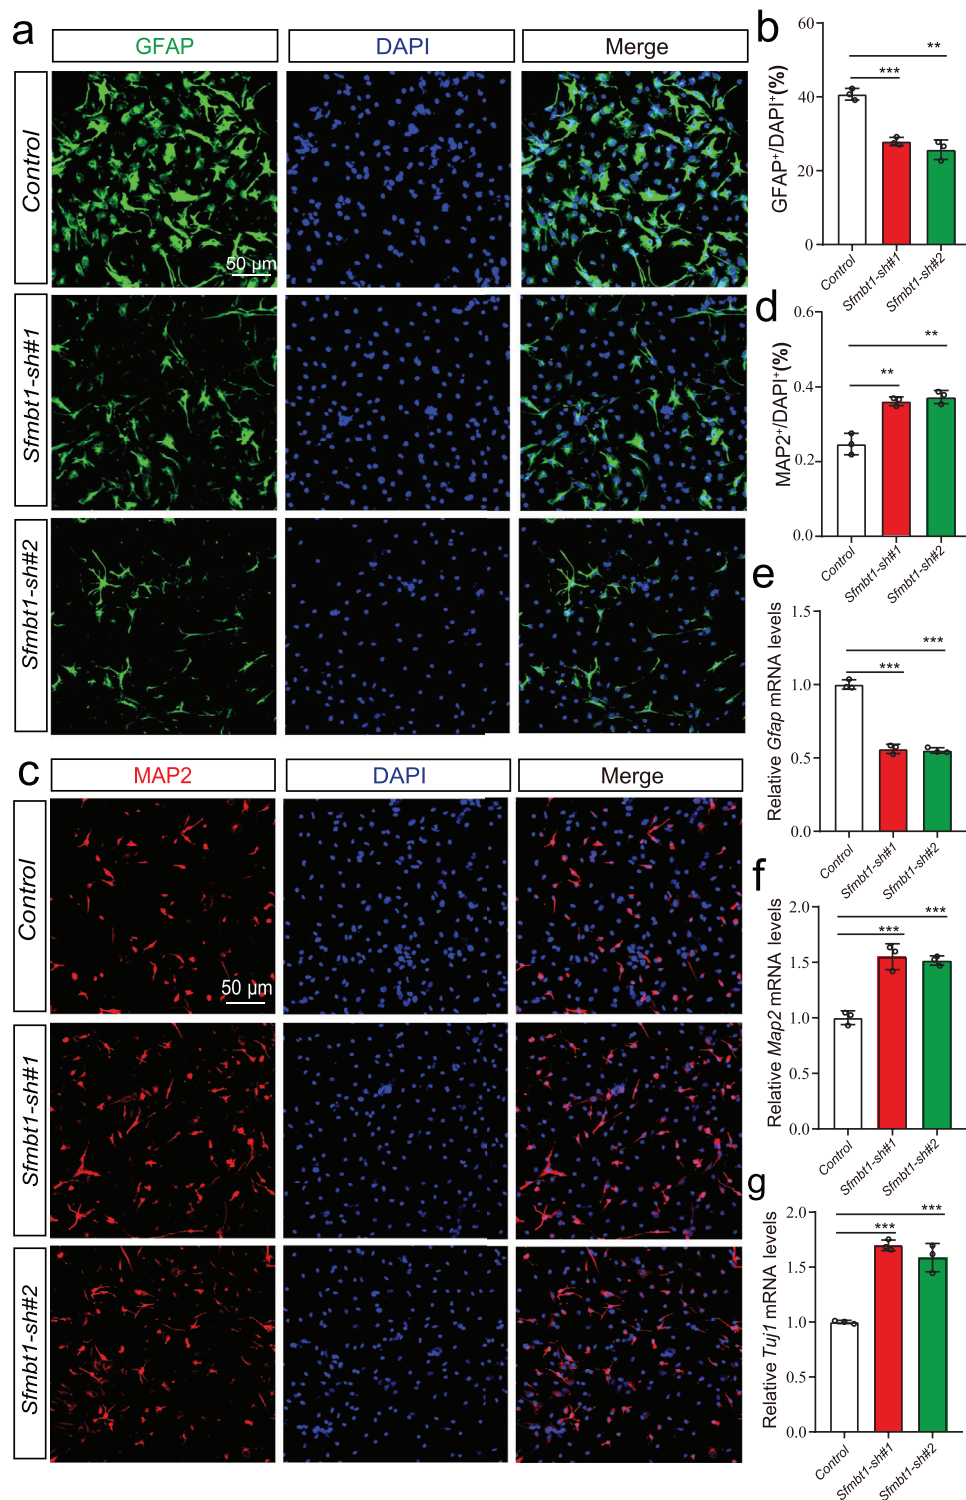 a
GFAP
DAPI
Merge
Control
50 μm
Sfmbt1-sh#1
Sfmbt1-sh#2
b
GFAP⁺/DAPI⁺(%)
60
40
20
0
**
***
Control
Sfmbt1-sh#1
Sfmbt1-sh#2
c
MAP2
DAPI
Merge
Control
50 μm
Sfmbt1-sh#1
Sfmbt1-sh#2
d
MAP2⁺/DAPI⁺(%)
0.6
0.4
0.2
0.0
**
**
Control
Sfmbt1-sh#1
Sfmbt1-sh#2
e
Relative Gfap mRNA levels
1.5
1.0
0.5
0.0
***
***
Control
Sfmbt1-sh#1
Sfmbt1-sh#2
f
Relative Map2 mRNA levels
2.0
1.5
1.0
0.5
0.0
***
***
Control
Sfmbt1-sh#1
Sfmbt1-sh#2
g
Relative Tuj1 mRNA levels
2.0
1.5
1.0
0.5
0.0
***
***
Control
Sfmbt1-sh#1
Sfmbt1-sh#2